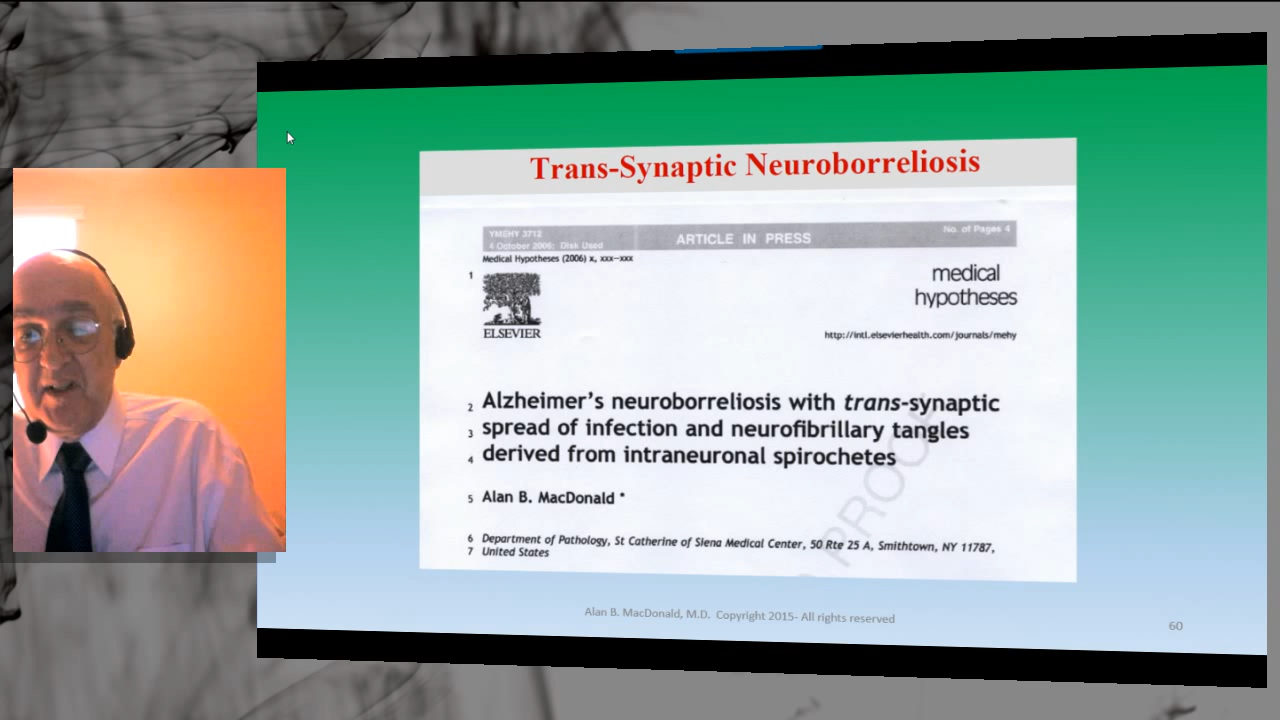 Trans-Synaptic Neuroborreliosis
YMEHY 3712
4 October 2006; Disk Used
ARTICLE IN PRESS
No. of Pages 4
Medical Hypotheses (2006) x, xxx–xxx
1
ELSEVIER
medical
hypotheses
http://intl.elsevierhealth.com/journals/mehy
2 Alzheimer's neuroborreliosis with trans-synaptic
3 spread of infection and neurofibrillary tangles
4 derived from intraneuronal spirochetes
5 Alan B. MacDonald *
6 Department of Pathology, St Catherine of Siena Medical Center, 50 Rte 25 A, Smithtown, NY 11787,
7 United States
PROOF
Alan B. MacDonald, M.D. Copyright 2015- All rights reserved
60